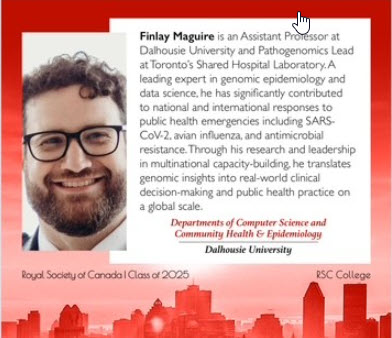 Finlay Maguire is an Assistant Professor at
Dalhousie University and Pathogenomics Lead
at Toronto's Shared Hospital Laboratory. A
leading expert in genomic epidemiology and
data science, he has significantly contributed
to national and international responses to
public health emergencies including SARS-
CoV-2, avian influenza, and antimicrobial
resistance. Through his research and leadership
in multinational capacity-building, he translates
genomic insights into real-world clinical
decision-making and public health practice on
a global scale.
Departments of Computer Science and
Community Health & Epidemiology
Dalhousie University
Royal Society of Canada | Class of 2025
RSC College